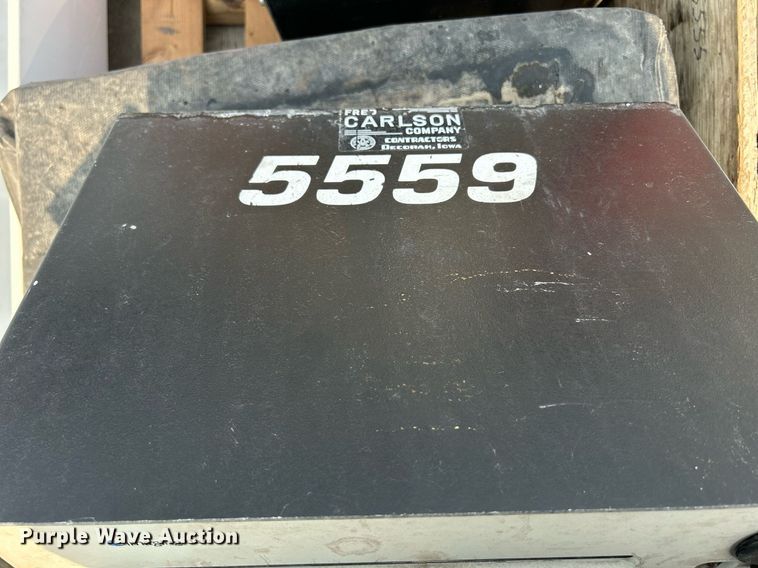 FRED
CARLSON
COMPANY
CONTRACTORS
DECORAH, IOWA
5559
Purple Wave Auction